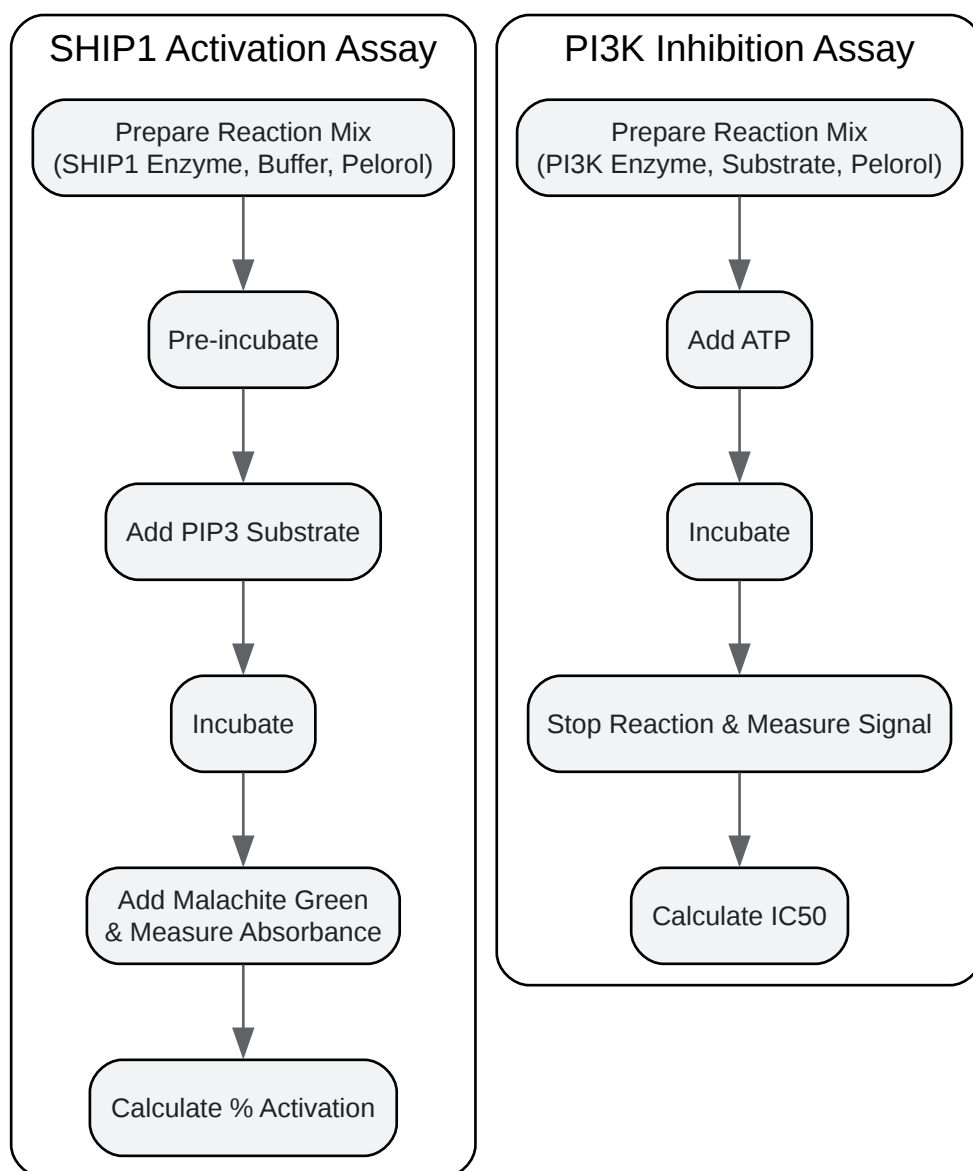 SHIP1 Activation Assay
Prepare Reaction Mix
(SHIP1 Enzyme, Buffer, Pelorol)
Pre-incubate
Add PIP3 Substrate
Incubate
Add Malachite Green
& Measure Absorbance
Calculate % Activation
PI3K Inhibition Assay
Prepare Reaction Mix
(PI3K Enzyme, Substrate, Pelorol)
Add ATP
Incubate
Stop Reaction & Measure Signal
Calculate IC50